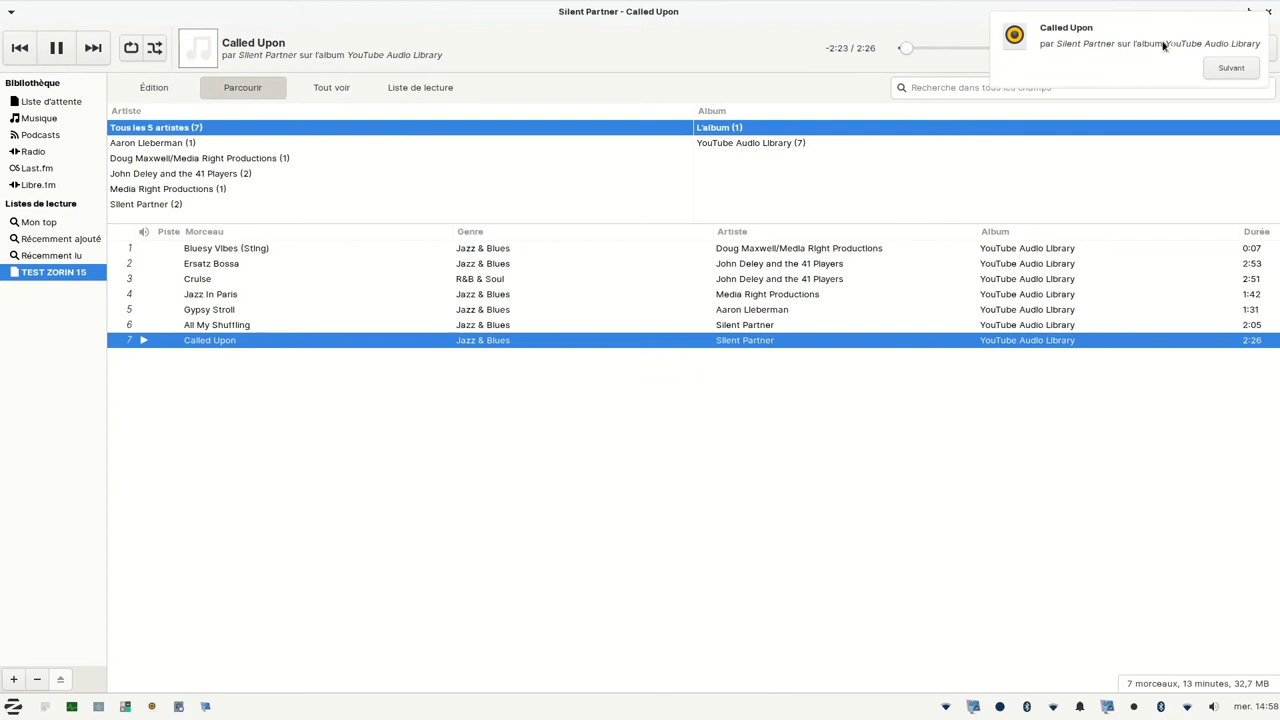 Silent Partner - Called Upon
Called Upon
par Silent Partner sur l'album YouTube Audio Library
-2:23 / 2:26
Called Upon
par Silent Partner sur l'album YouTube Audio Library
Suivant
Bibliothèque
Liste d'attente
Musique
Podcasts
Radio
Last.fm
Libre.fm
Listes de lecture
Mon top
Récemment ajouté
Récemment lu
TEST ZORIN 15
Édition
Parcourir
Tout voir
Liste de lecture
Recherche dans tous les champs
Artiste
Tous les 5 artistes (7)
Aaron Lieberman (1)
Doug Maxwell/Media Right Productions (1)
John Deley and the 41 Players (2)
Media Right Productions (1)
Silent Partner (2)
Album
L'album (1)
YouTube Audio Library (7)
Piste Morceau Genre Artiste Album Durée
1 Bluesy Vibes (Sting) Jazz & Blues Doug Maxwell/Media Right Productions YouTube Audio Library 0:07
2 Ersatz Bossa Jazz & Blues John Deley and the 41 Players YouTube Audio Library 2:53
3 Cruise R&B & Soul John Deley and the 41 Players YouTube Audio Library 2:51
4 Jazz In Paris Jazz & Blues Media Right Productions YouTube Audio Library 1:42
5 Gypsy Stroll Jazz & Blues Aaron Lieberman YouTube Audio Library 1:31
6 All My Shuffling Jazz & Blues Silent Partner YouTube Audio Library 2:05
7 Called Upon Jazz & Blues Silent Partner YouTube Audio Library 2:26
7 morceaux, 13 minutes, 32,7 MB
mer. 14:58